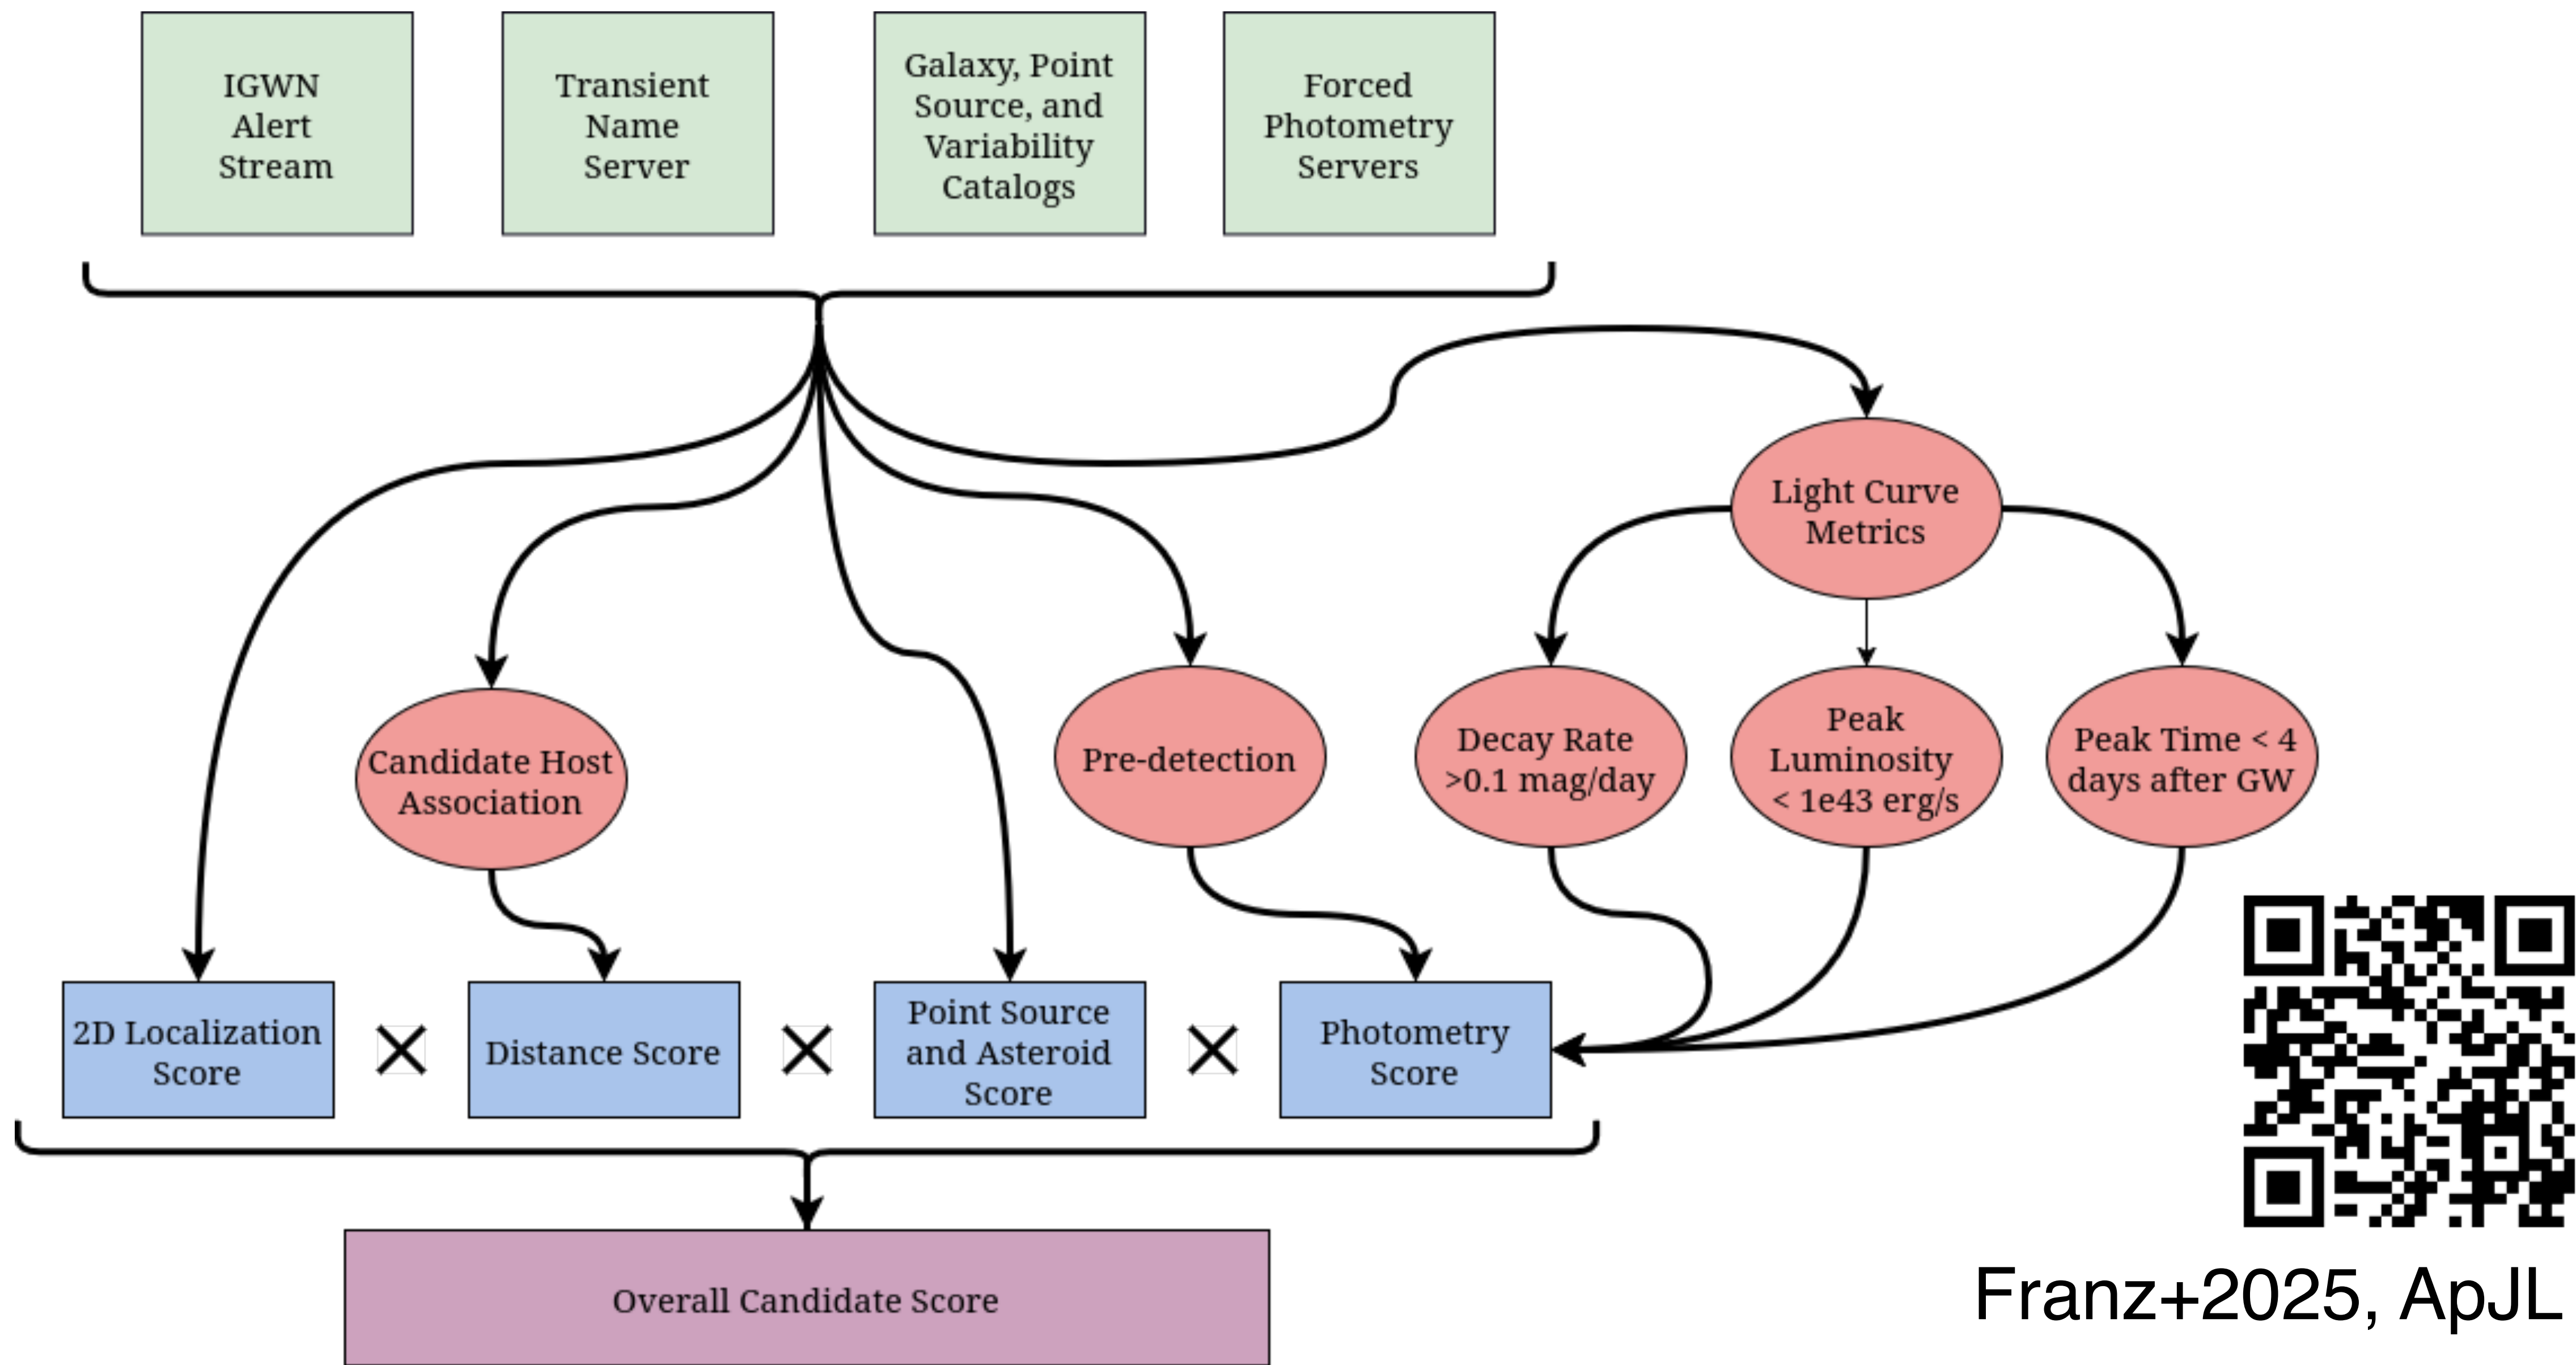 IGWN
Alert
Stream
Transient
Name
Server
Galaxy, Point
Source, and
Variability
Catalogs
Forced
Photometry
Servers
Light Curve
Metrics
Candidate Host
Association
Pre-detection
Decay Rate
>0.1 mag/day
Peak
Luminosity
< 1e43 erg/s
Peak Time < 4
days after GW
2D Localization
Score
Distance Score
Point Source
and Asteroid
Score
Photometry
Score
Overall Candidate Score
Franz+2025, ApJL